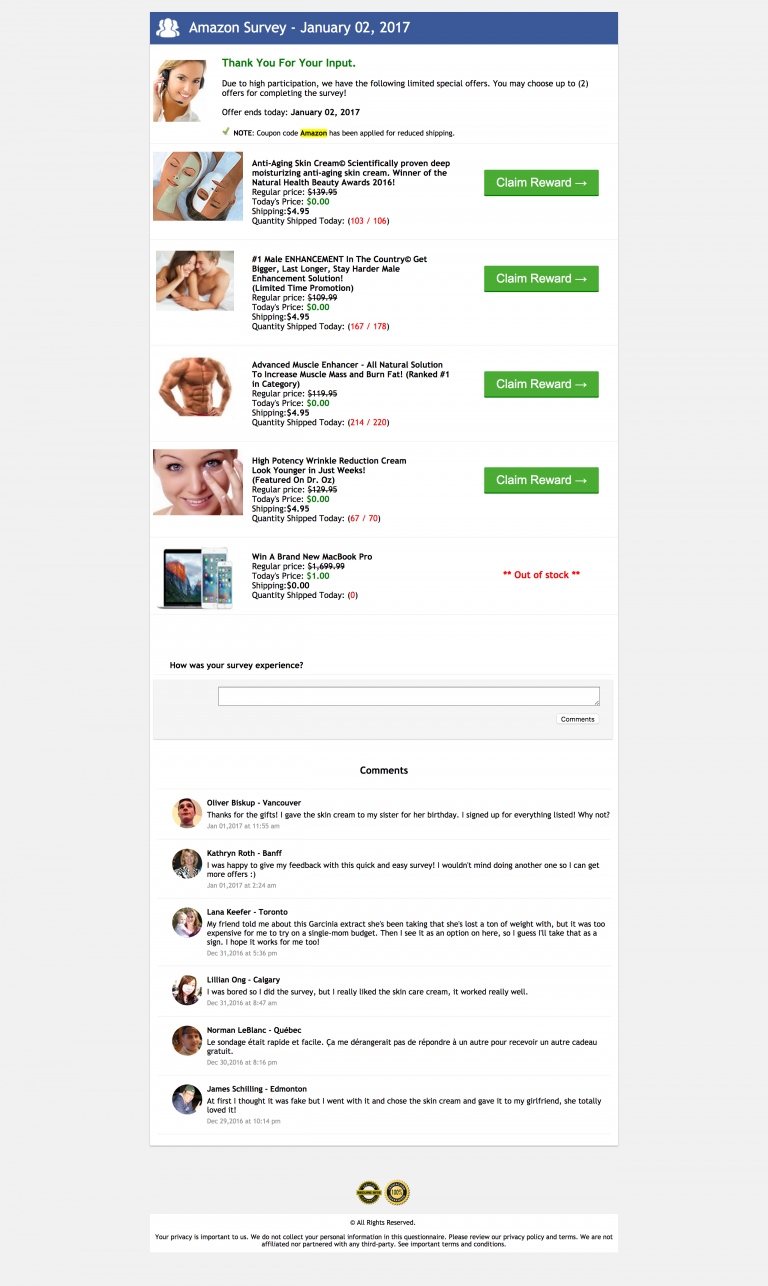 Amazon Survey - January 02, 2017
Thank You For Your Input.
Due to high participation, we have the following limited special offers. You may choose up to (2)
offers for completing the survey!
Offer ends today: January 02, 2017
NOTE: Coupon code Amazon has been applied for reduced shipping.
Anti-Aging Skin Cream© Scientifically proven deep
moisturizing anti-aging skin cream. Winner of the
Natural Health Beauty Awards 2016!
Regular price: $139.95
Today's Price: $0.00
Shipping:$4.95
Quantity Shipped Today: (103 / 106)
Claim Reward →
#1 Male ENHANCEMENT In The Country© Get
Bigger, Last Longer, Stay Harder Male
Enhancement Solution!
(Limited Time Promotion)
Regular price: $109.99
Today's Price: $0.00
Shipping:$4.95
Quantity Shipped Today: (167 / 178)
Claim Reward →
Advanced Muscle Enhancer - All Natural Solution
To Increase Muscle Mass and Burn Fat! (Ranked #1
in Category)
Regular price: $119.95
Today's Price: $0.00
Shipping:$4.95
Quantity Shipped Today: (214 / 220)
Claim Reward →
High Potency Wrinkle Reduction Cream
Look Younger in Just Weeks!
(Featured On Dr. Oz)
Regular price: $129.95
Today's Price: $0.00
Shipping:$4.95
Quantity Shipped Today: (67 / 70)
Claim Reward →
Win A Brand New MacBook Pro
Regular price: $1,699.99
Today's Price: $1.00
Shipping:$0.00
Quantity Shipped Today: (0)
** Out of stock **
How was your survey experience?
Comments
Comments
Oliver Biskup - Vancouver
Thanks for the gifts! I gave the skin cream to my sister for her birthday. I signed up for everything listed! Why not?
Jan 01,2017 at 11:55 am
Kathryn Roth - Banff
I was happy to give my feedback with this quick and easy survey! I wouldn't mind doing another one so I can get
more offers :)
Jan 01,2017 at 2:24 am
Lana Keefer - Toronto
My friend told me about this Garcinia extract she's been taking that she's lost a ton of weight with, but it was too
expensive for me to try on a single-mom budget. Then I see it as an option on here, so I guess I'll take that as a
sign. I hope it works for me too!
Dec 31,2016 at 5:36 pm
Lillian Ong - Calgary
I was bored so I did the survey, but I really liked the skin care cream, it worked really well.
Dec 31,2016 at 8:47 am
Norman LeBlanc - Québec
Le sondage était rapide et facile. Ça me dérangerait pas de répondre à un autre pour recevoir un autre cadeau
gratuit.
Dec 30,2016 at 8:16 pm
James Schilling - Edmonton
At first I thought it was fake but I went with it and chose the skin cream and gave it to my girlfriend, she totally
loved it!
Dec 29,2016 at 10:14 pm
100%
© All Rights Reserved.
Your privacy is important to us. We do not collect your personal information in this questionnaire. Please review our privacy policy and terms. We are not
affiliated nor partnered with any third-party. See important terms and conditions.